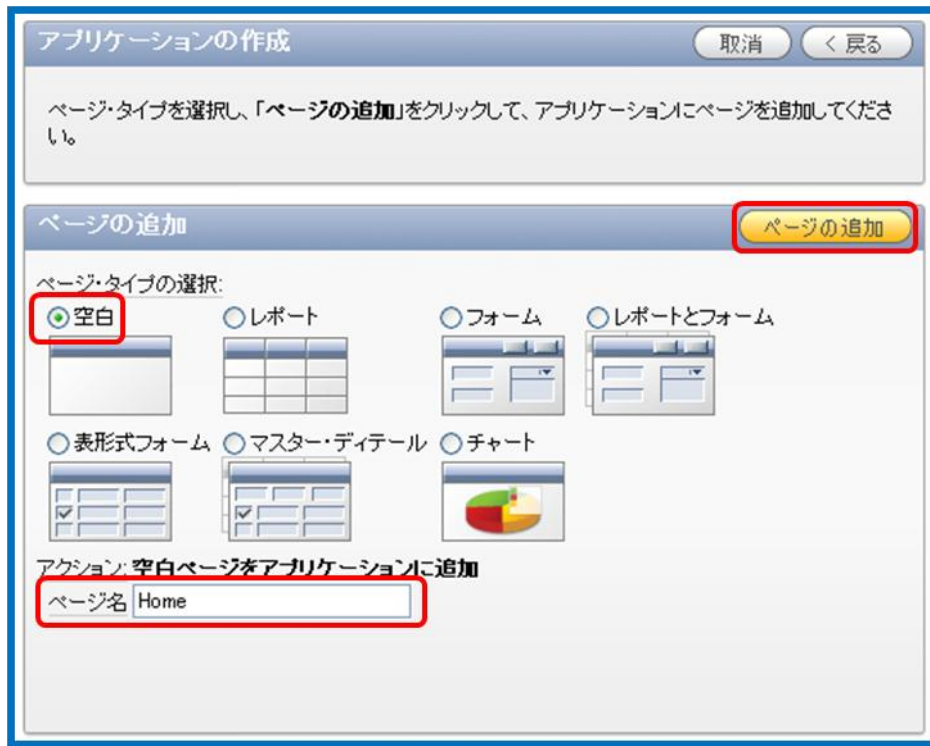 アプリケーションの作成
取消
< 戻る
ページ・タイプを選択し、「ページの追加」をクリックして、アプリケーションにページを追加してくださ
い。
ページの追加
ページの追加
ページ・タイプの選択:
空白
レポート
フォーム
レポートとフォーム
表形式フォーム
マスター・ディテール
チャート
アクション: 空白ページをアプリケーションに追加
ページ名 Home